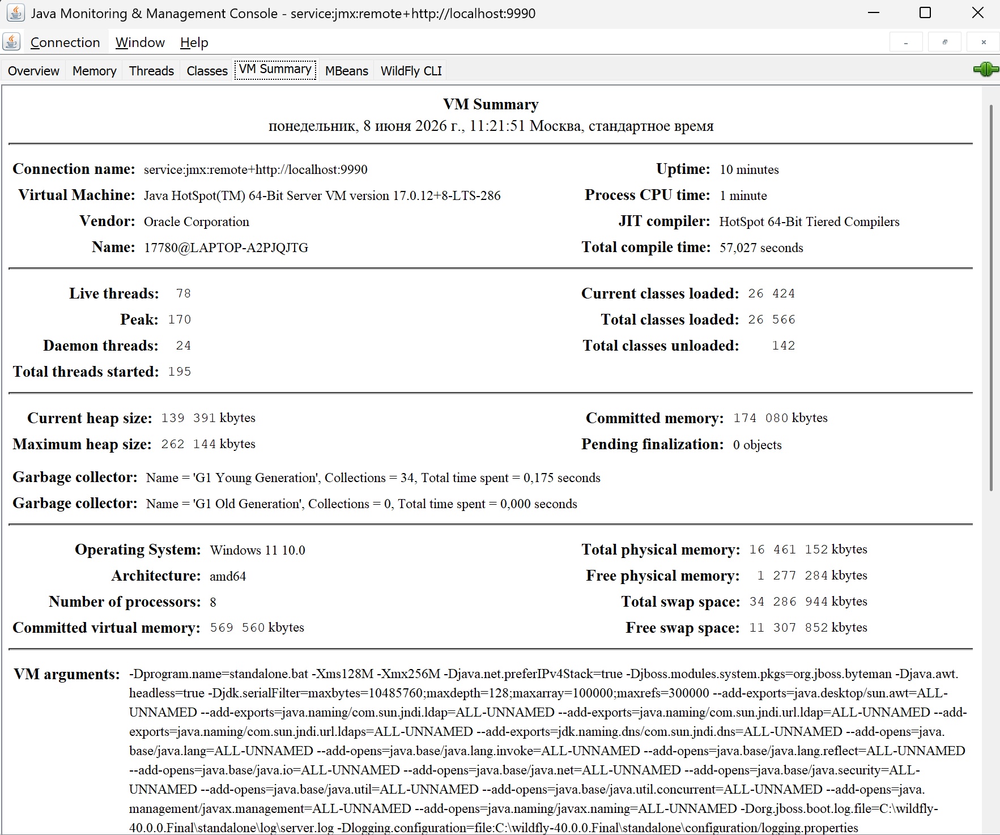 Java Monitoring & Management Console - service:jmx:remote+http://localhost:9990
Connection Window Help
Overview Memory Threads Classes VM Summary MBeans WildFly CLI
VM Summary
понедельник, 8 июня 2026 г., 11:21:51 Москва, стандартное время
Connection name: service:jmx:remote+http://localhost:9990 Uptime: 10 minutes
Virtual Machine: Java HotSpot(TM) 64-Bit Server VM version 17.0.12+8-LTS-286 Process CPU time: 1 minute
Vendor: Oracle Corporation JIT compiler: HotSpot 64-Bit Tiered Compilers
Name: 17780@LAPTOP-A2PJQJTG Total compile time: 57,027 seconds
Live threads: 78 Current classes loaded: 26 424
Peak: 170 Total classes loaded: 26 566
Daemon threads: 24 Total classes unloaded: 142
Total threads started: 195
Current heap size: 139 391 kbytes Committed memory: 174 080 kbytes
Maximum heap size: 262 144 kbytes Pending finalization: 0 objects
Garbage collector: Name = 'G1 Young Generation', Collections = 34, Total time spent = 0,175 seconds
Garbage collector: Name = 'G1 Old Generation', Collections = 0, Total time spent = 0,000 seconds
Operating System: Windows 11 10.0 Total physical memory: 16 461 152 kbytes
Architecture: amd64 Free physical memory: 1 277 284 kbytes
Number of processors: 8 Total swap space: 34 286 944 kbytes
Committed virtual memory: 569 560 kbytes Free swap space: 11 307 852 kbytes
VM arguments: -Dprogram.name=standalone.bat -Xms128M -Xmx256M -Djava.net.preferIPv4Stack=true -Djboss.modules.system.pkgs=org.jboss.byteman -Djava.awt.
headless=true -Djdk.serialFilter=maxbytes=10485760;maxdepth=128;maxarray=100000;maxrefs=300000 --add-exports=java.desktop/sun.awt=ALL-
UNNAMED --add-exports=java.naming/com.sun.jndi.ldap=ALL-UNNAMED --add-exports=java.naming/com.sun.jndi.url.ldap=ALL-UNNAMED --add-
exports=java.naming/com.sun.jndi.url.ldaps=ALL-UNNAMED --add-exports=jdk.naming.dns/com.sun.jndi.dns=ALL-UNNAMED --add-opens=java.
base/java.lang=ALL-UNNAMED --add-opens=java.base/java.lang.invoke=ALL-UNNAMED --add-opens=java.base/java.lang.reflect=ALL-UNNAMED
--add-opens=java.base/java.io=ALL-UNNAMED --add-opens=java.base/java.net=ALL-UNNAMED --add-opens=java.base/java.security=ALL-
UNNAMED --add-opens=java.base/java.util=ALL-UNNAMED --add-opens=java.base/java.util.concurrent=ALL-UNNAMED --add-opens=java.
management/javax.management=ALL-UNNAMED --add-opens=java.naming/javax.naming=ALL-UNNAMED -Dorg.jboss.boot.log.file=C:\wildfly-
40.0.0.Final\standalone\log\server.log -Dlogging.configuration=file:C:\wildfly-40.0.0.Final\standalone\configuration/logging.properties